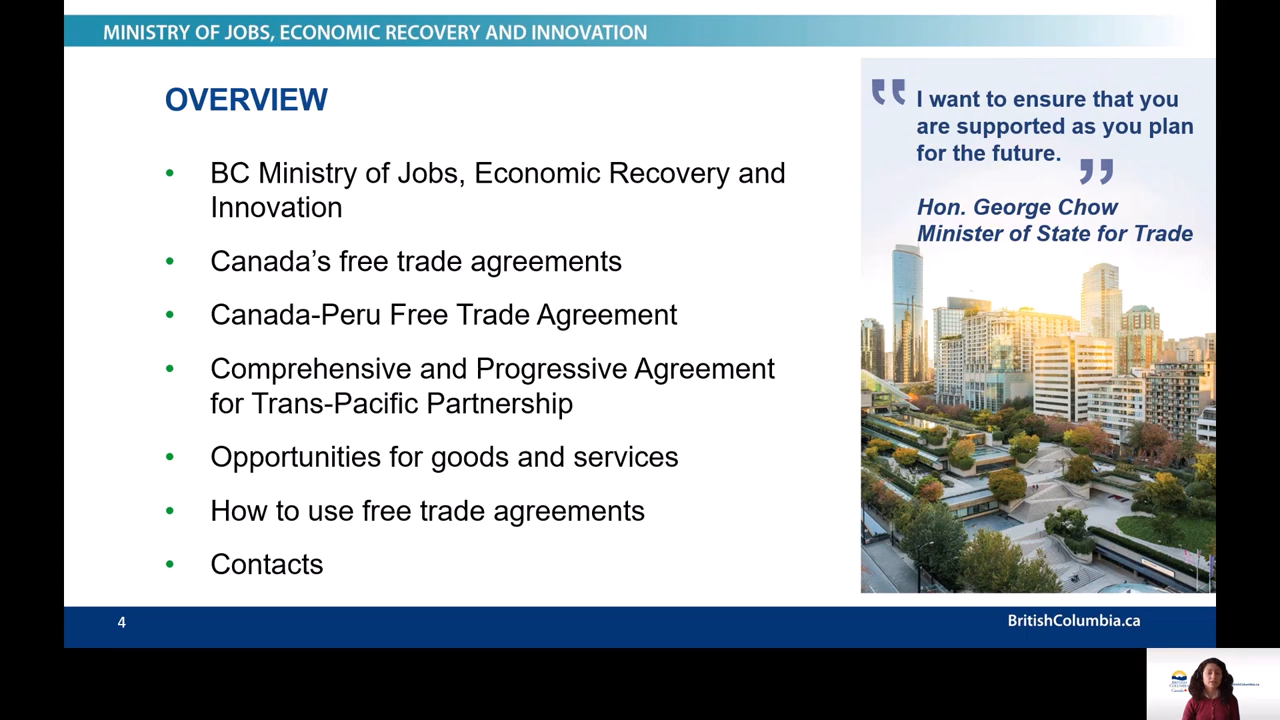 MINISTRY OF JOBS, ECONOMIC RECOVERY AND INNOVATION
OVERVIEW
• BC Ministry of Jobs, Economic Recovery and
Innovation
• Canada’s free trade agreements
• Canada-Peru Free Trade Agreement
• Comprehensive and Progressive Agreement
for Trans-Pacific Partnership
• Opportunities for goods and services
• How to use free trade agreements
• Contacts
"I want to ensure that you
are supported as you plan
for the future."
Hon. George Chow
Minister of State for Trade
4
BritishColumbia.ca